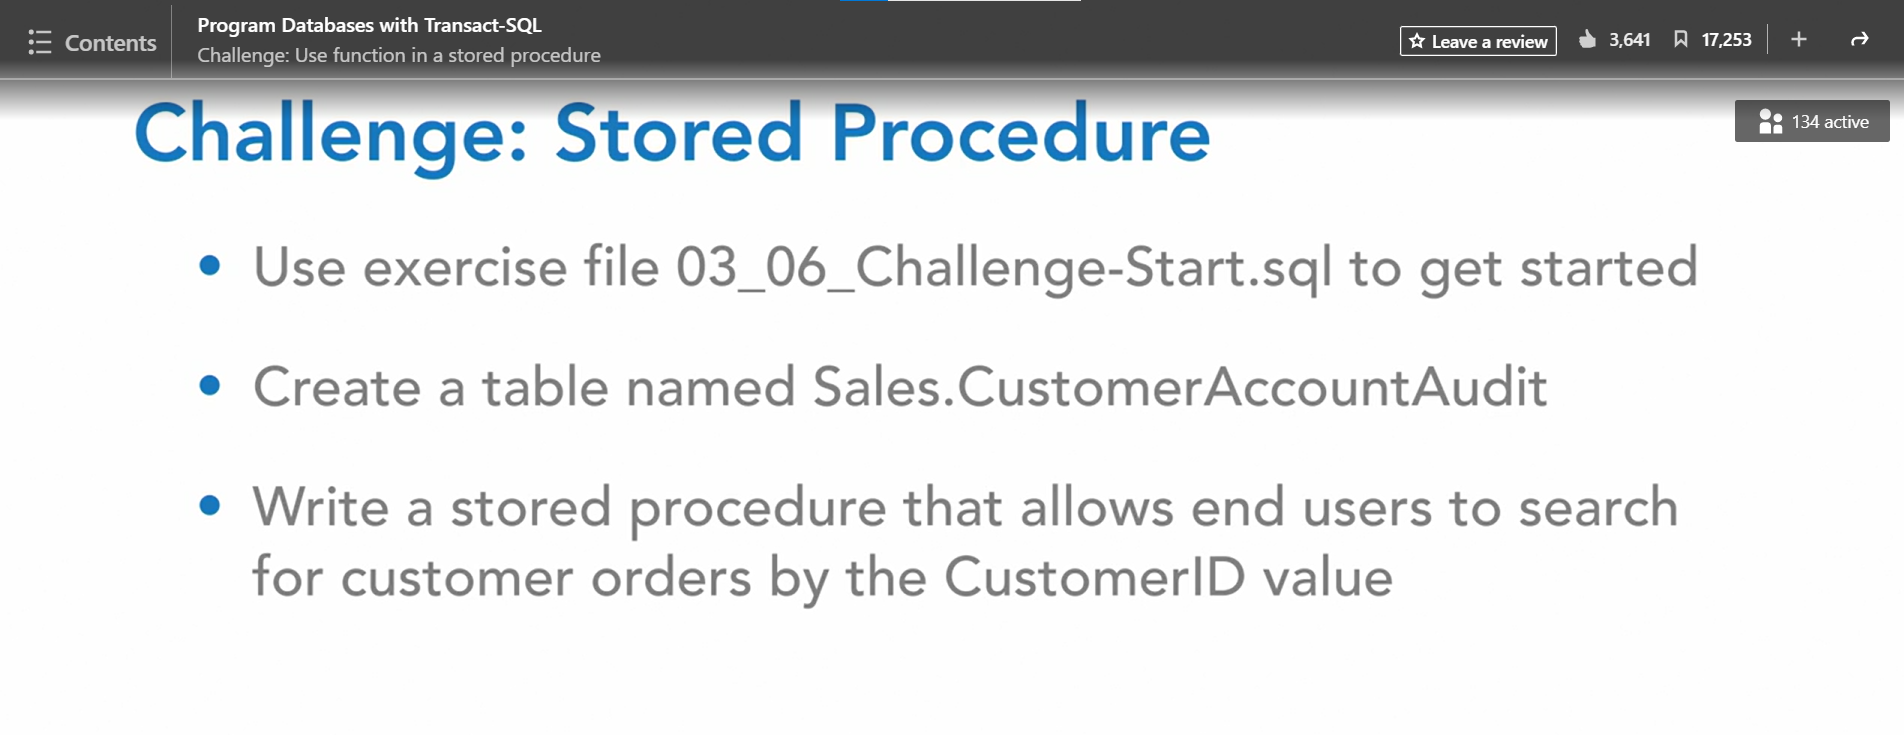 Contents
Program Databases with Transact-SQL
Challenge: Use function in a stored procedure
Leave a review
3,641
17,253
134 active
Challenge: Stored Procedure
Use exercise file 03_06_Challenge-Start.sql to get started
Create a table named Sales.CustomerAccountAudit
Write a stored procedure that allows end users to search
for customer orders by the CustomerID value